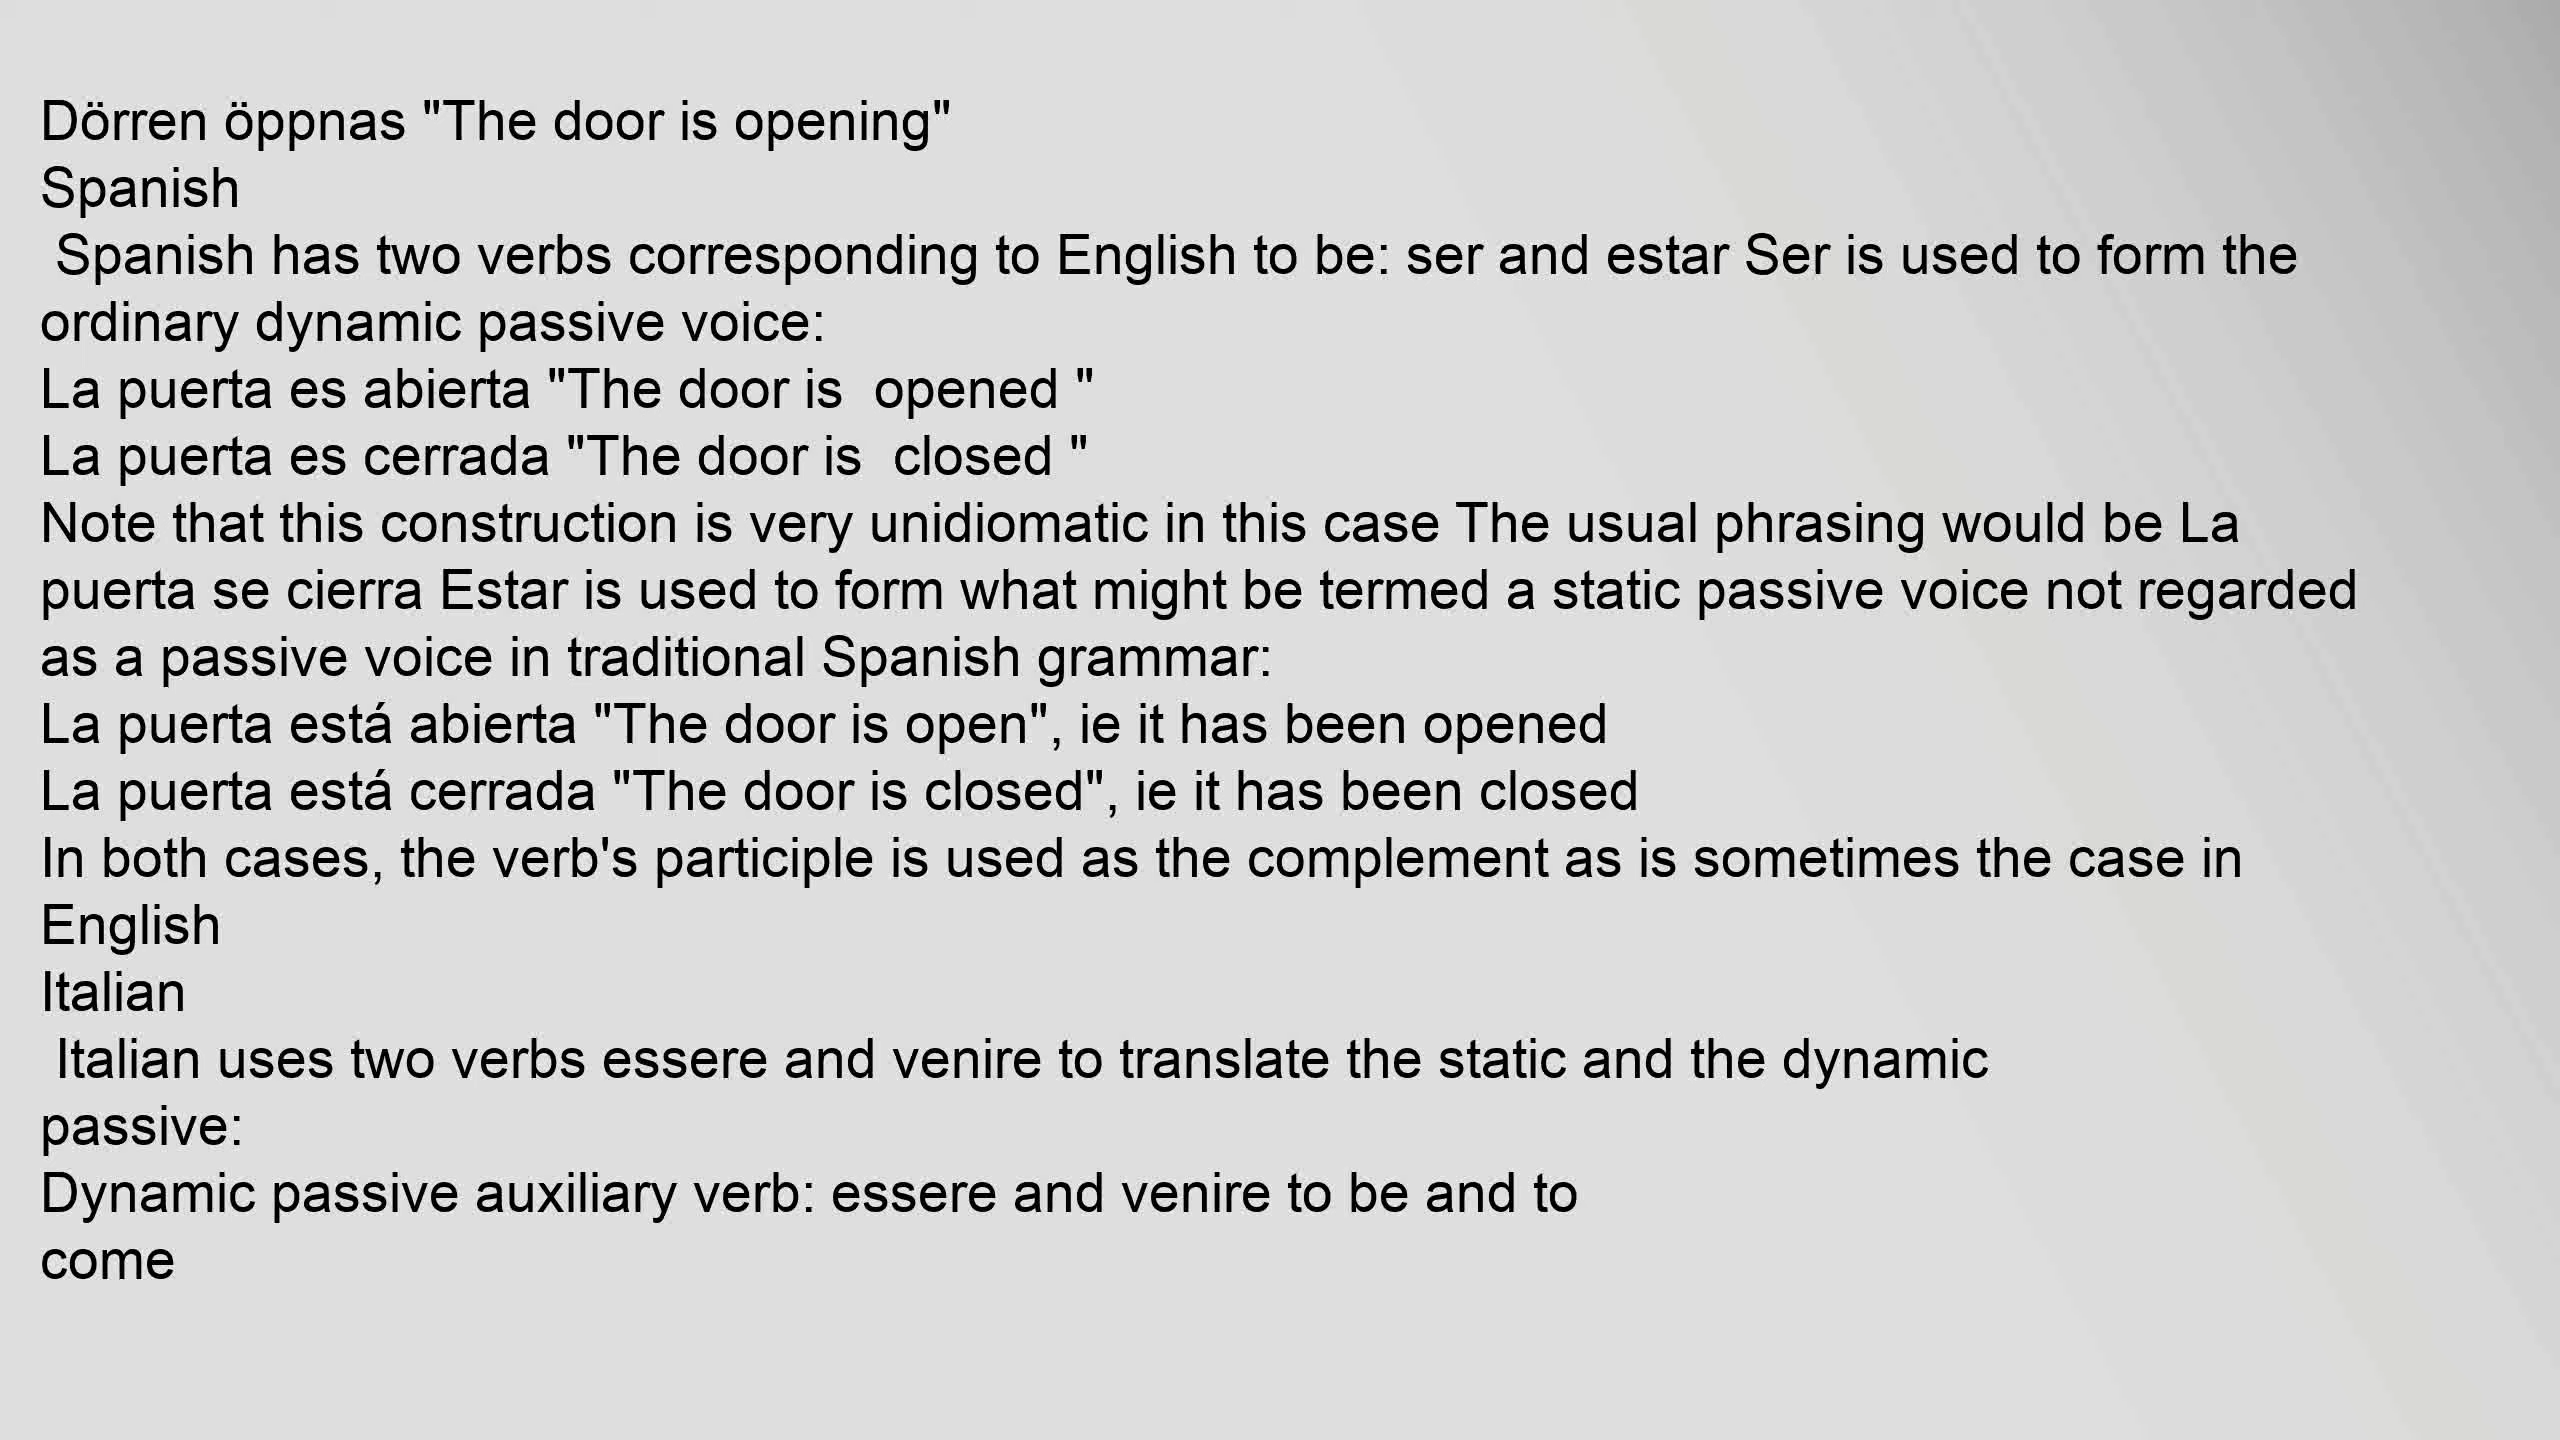 Dörren öppnas "The door is opening"
Spanish
Spanish has two verbs corresponding to English to be: ser and estar Ser is used to form the
ordinary dynamic passive voice:
La puerta es abierta "The door is  opened "
La puerta es cerrada "The door is  closed "
Note that this construction is very unidiomatic in this case The usual phrasing would be La
puerta se cierra Estar is used to form what might be termed a static passive voice not regarded
as a passive voice in traditional Spanish grammar:
La puerta está abierta "The door is open", ie it has been opened
La puerta está cerrada "The door is closed", ie it has been closed
In both cases, the verb's participle is used as the complement as is sometimes the case in
English
Italian
Italian uses two verbs essere and venire to translate the static and the dynamic
passive:
Dynamic passive auxiliary verb: essere and venire to be and to
come